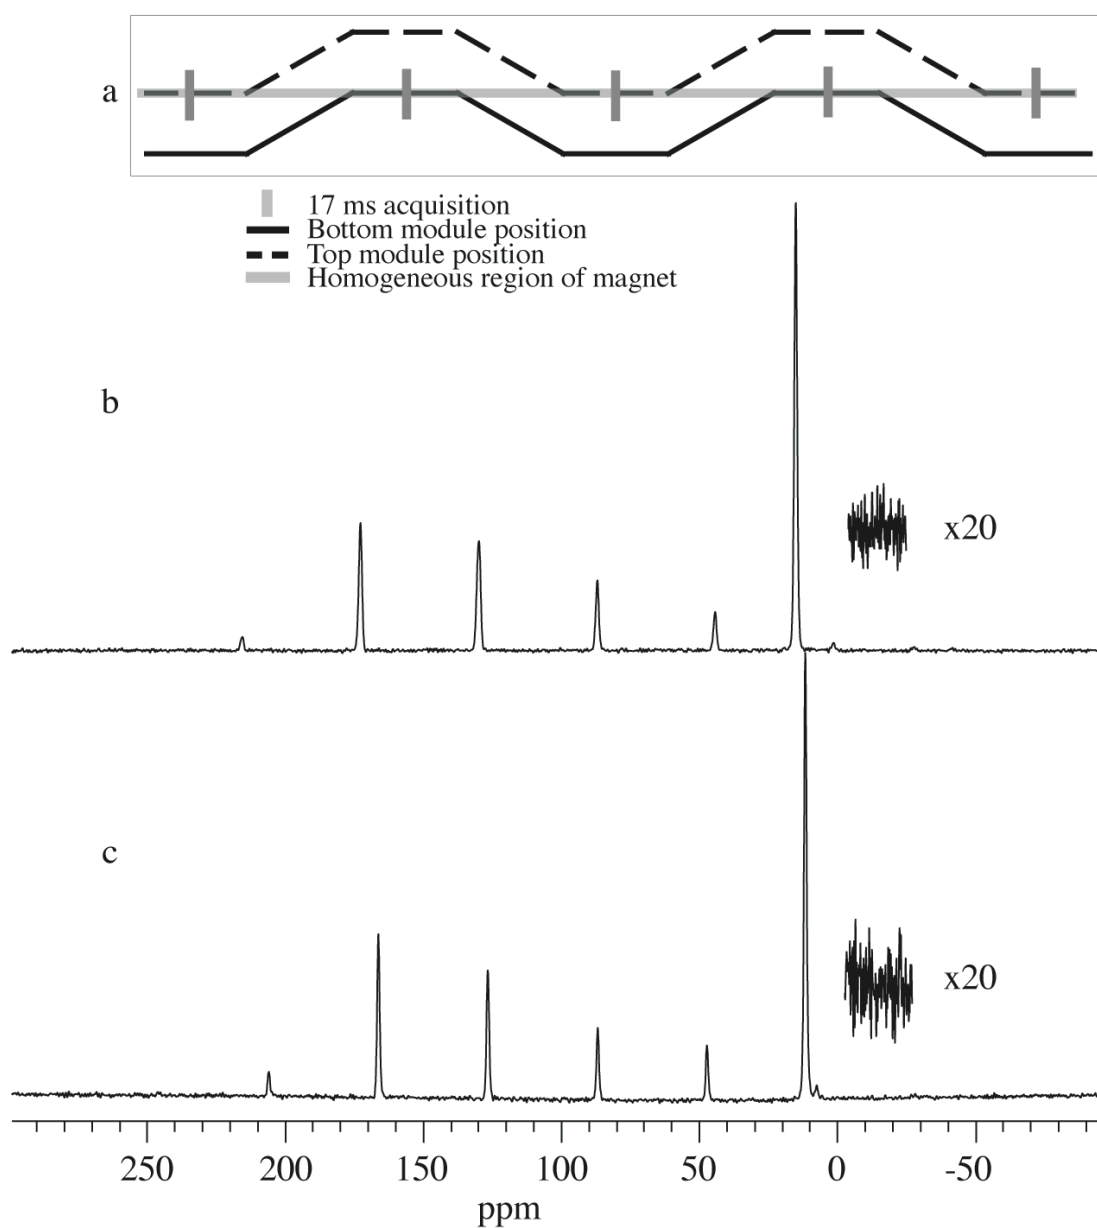 a
17 ms acquisition
Bottom module position
Top module position
Homogeneous region of magnet
b
x20
c
x20
250 200 150 100 50 0 -50
ppm